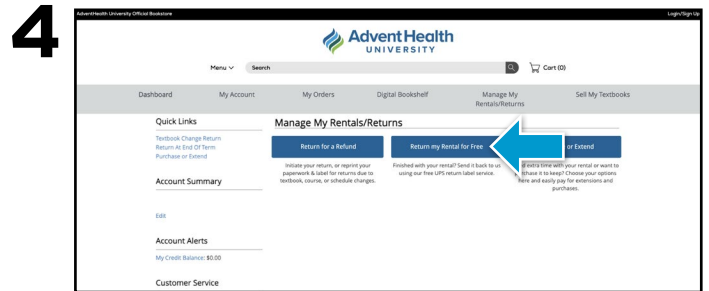 4
AdventHealth University Official Bookstore
Login/Sign Up
AdventHealth
UNIVERSITY
Menu
Search
Cart (0)
Dashboard
My Account
My Orders
Digital Bookshelf
Manage My
Rentals/Returns
Sell My Textbooks
Quick Links
Textbook Change Return
Return At End Of Term
Purchase or Extend
Account Summary
Edit
Account Alerts
My Credit Balance: $0.00
Customer Service
Manage My Rentals/Returns
Return for a Refund
Initiate your return, or reprint your
paperwork & label for returns due to
textbook, course, or schedule changes.
Return my Rental for Free
Finished with your rental? Send it back to us
using our free UPS return label service.
or Extend
extra time with your rental or want to
purchase it to keep? Choose your options
here and easily pay for extensions and
purchases.